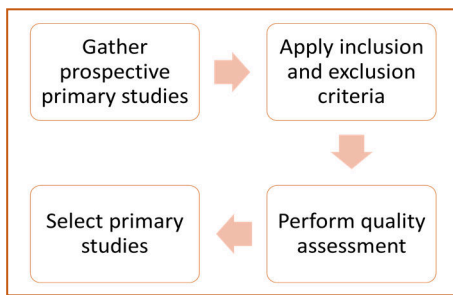 Gather
prospective
primary studies
Apply inclusion
and exclusion
criteria
Perform quality
assessment
Select primary
studies